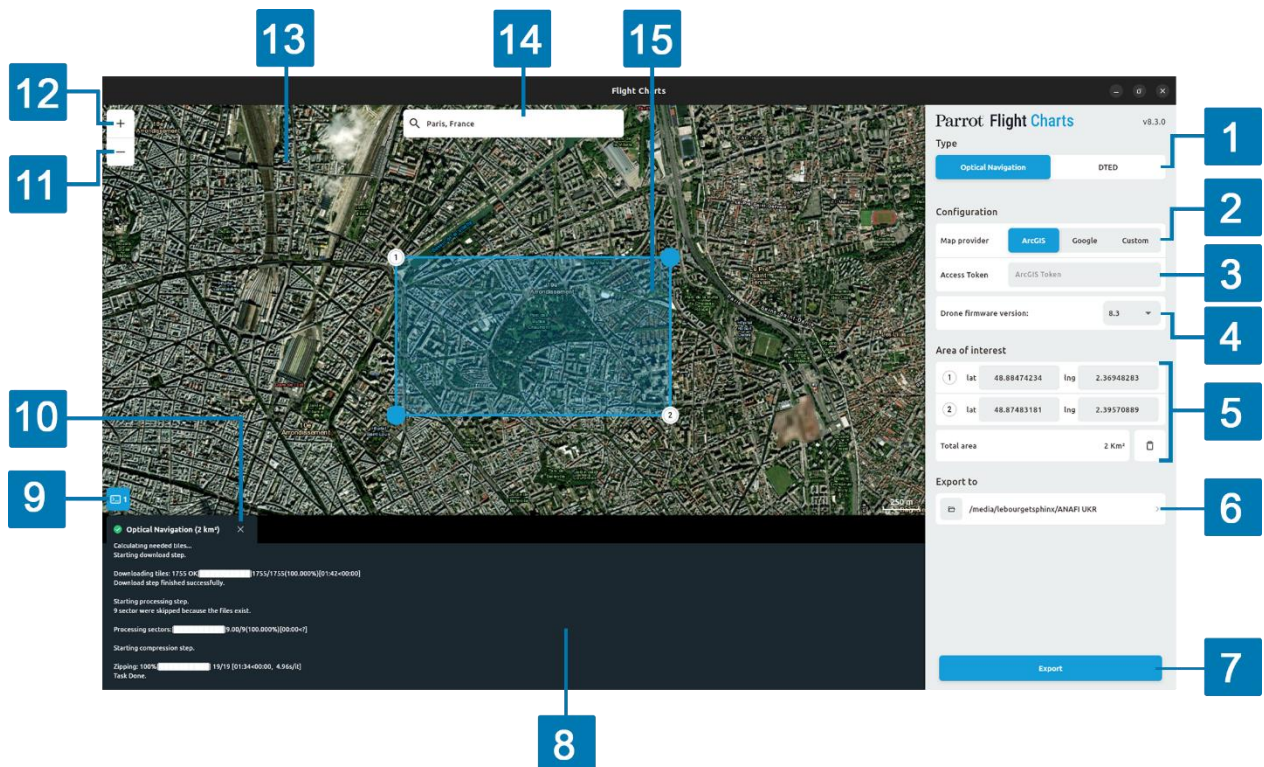 13
14
15
12
11
10
9
8
1
2
3
4
5
6
7
Flight Charts
+
−
Paris, France
Arrondissement
1
Arrondissement
2
Arrondissement
250 m
1
Parrot Flight Charts
v8.3.0
Type
Optical Navigation DTED
Configuration
Map provider ArcGIS Google Custom
Access Token ArcGIS Token
Drone firmware version: 8.3
Area of interest
1 lat 48.88474234 lng 2.36948283
2 lat 48.87483181 lng 2.39570889
Total area 2 Km²
Export to
/media/lebourgetsphinx/ANAFI UKR
Export
Optical Navigation (2 km²)
Calculating needed tiles...
Starting download step.
Downloading tiles: 1755 OK[ ]1755/1755(100.000%)[01:42<00:00]
Download step finished successfully.
Starting processing step.
9 sector were skipped because the files exist.
Processing sectors:[ ]9.00/9(100.000%)[00:00<?]
Starting compression step.
Zipping: 100%[ ] 19/19 [01:34<00:00, 4.96s/it]
Task Done.